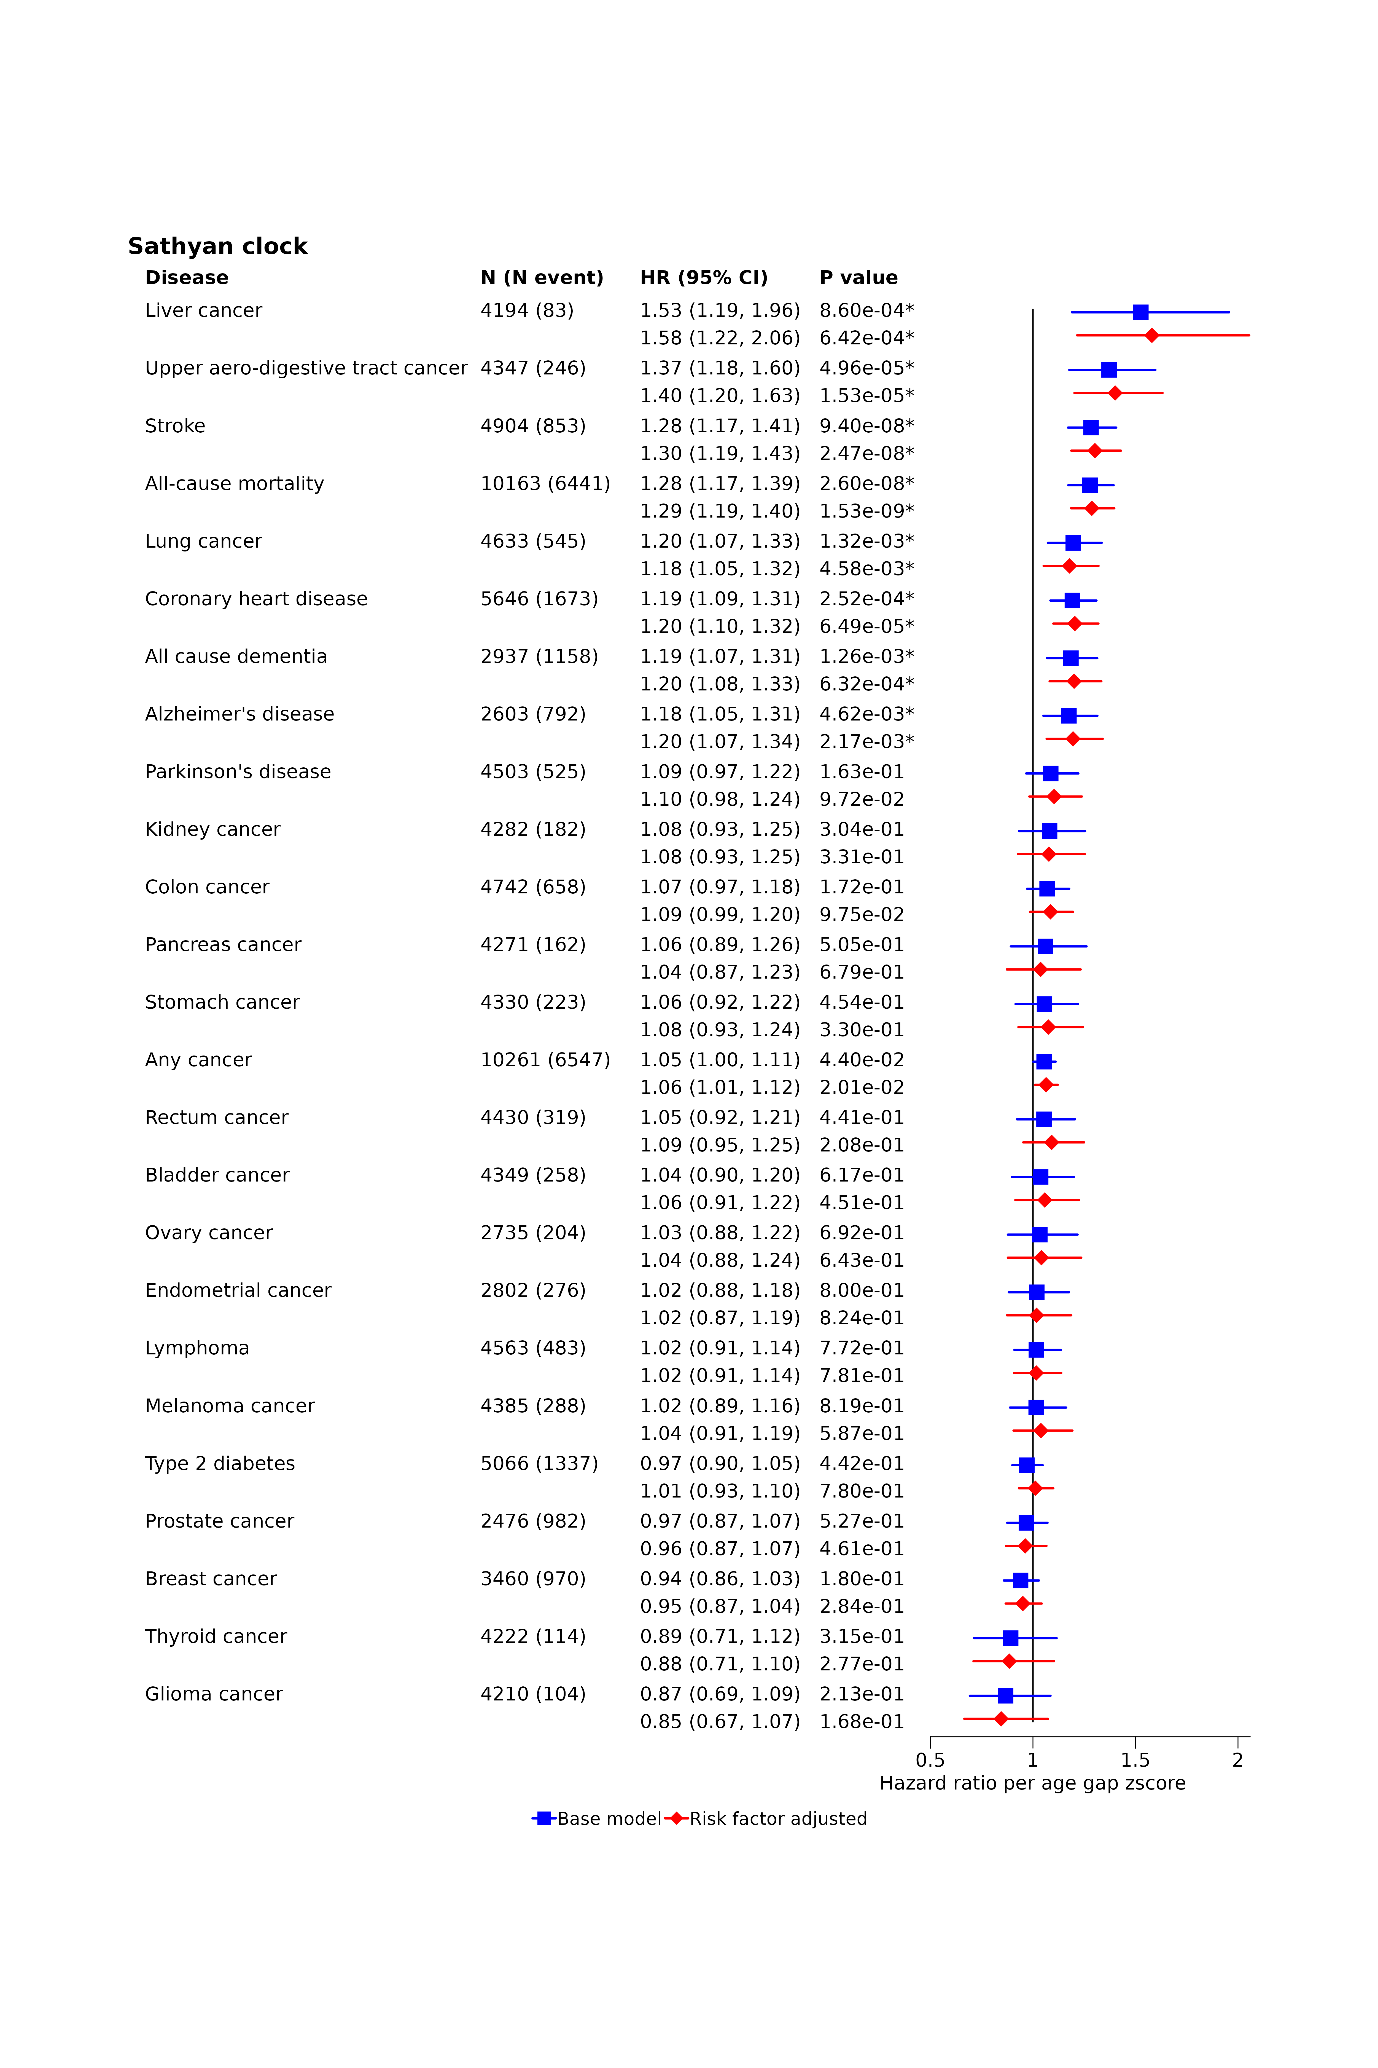 Sathyan clock
Disease N (N event) HR (95% CI) P value
Liver cancer 4194 (83) 1.53 (1.19, 1.96) 8.60e-04*
1.58 (1.22, 2.06) 6.42e-04*
Upper aero-digestive tract cancer 4347 (246) 1.37 (1.18, 1.60) 4.96e-05*
1.40 (1.20, 1.63) 1.53e-05*
Stroke 4904 (853) 1.28 (1.17, 1.41) 9.40e-08*
1.30 (1.19, 1.43) 2.47e-08*
All-cause mortality 10163 (6441) 1.28 (1.17, 1.39) 2.60e-08*
1.29 (1.19, 1.40) 1.53e-09*
Lung cancer 4633 (545) 1.20 (1.07, 1.33) 1.32e-03*
1.18 (1.05, 1.32) 4.58e-03*
Coronary heart disease 5646 (1673) 1.19 (1.09, 1.31) 2.52e-04*
1.20 (1.10, 1.32) 6.49e-05*
All cause dementia 2937 (1158) 1.19 (1.07, 1.31) 1.26e-03*
1.20 (1.08, 1.33) 6.32e-04*
Alzheimer's disease 2603 (792) 1.18 (1.05, 1.31) 4.62e-03*
1.20 (1.07, 1.34) 2.17e-03*
Parkinson's disease 4503 (525) 1.09 (0.97, 1.22) 1.63e-01
1.10 (0.98, 1.24) 9.72e-02
Kidney cancer 4282 (182) 1.08 (0.93, 1.25) 3.04e-01
1.08 (0.93, 1.25) 3.31e-01
Colon cancer 4742 (658) 1.07 (0.97, 1.18) 1.72e-01
1.09 (0.99, 1.20) 9.75e-02
Pancreas cancer 4271 (162) 1.06 (0.89, 1.26) 5.05e-01
1.04 (0.87, 1.23) 6.79e-01
Stomach cancer 4330 (223) 1.06 (0.92, 1.22) 4.54e-01
1.08 (0.93, 1.24) 3.30e-01
Any cancer 10261 (6547) 1.05 (1.00, 1.11) 4.40e-02
1.06 (1.01, 1.12) 2.01e-02
Rectum cancer 4430 (319) 1.05 (0.92, 1.21) 4.41e-01
1.09 (0.95, 1.25) 2.08e-01
Bladder cancer 4349 (258) 1.04 (0.90, 1.20) 6.17e-01
1.06 (0.91, 1.22) 4.51e-01
Ovary cancer 2735 (204) 1.03 (0.88, 1.22) 6.92e-01
1.04 (0.88, 1.24) 6.43e-01
Endometrial cancer 2802 (276) 1.02 (0.88, 1.18) 8.00e-01
1.02 (0.87, 1.19) 8.24e-01
Lymphoma 4563 (483) 1.02 (0.91, 1.14) 7.72e-01
1.02 (0.91, 1.14) 7.81e-01
Melanoma cancer 4385 (288) 1.02 (0.89, 1.16) 8.19e-01
1.04 (0.91, 1.19) 5.87e-01
Type 2 diabetes 5066 (1337) 0.97 (0.90, 1.05) 4.42e-01
1.01 (0.93, 1.10) 7.80e-01
Prostate cancer 2476 (982) 0.97 (0.87, 1.07) 5.27e-01
0.96 (0.87, 1.07) 4.61e-01
Breast cancer 3460 (970) 0.94 (0.86, 1.03) 1.80e-01
0.95 (0.87, 1.04) 2.84e-01
Thyroid cancer 4222 (114) 0.89 (0.71, 1.12) 3.15e-01
0.88 (0.71, 1.10) 2.77e-01
Glioma cancer 4210 (104) 0.87 (0.69, 1.09) 2.13e-01
0.85 (0.67, 1.07) 1.68e-01
0.5 1 1.5 2
Hazard ratio per age gap zscore
Base model Risk factor adjusted